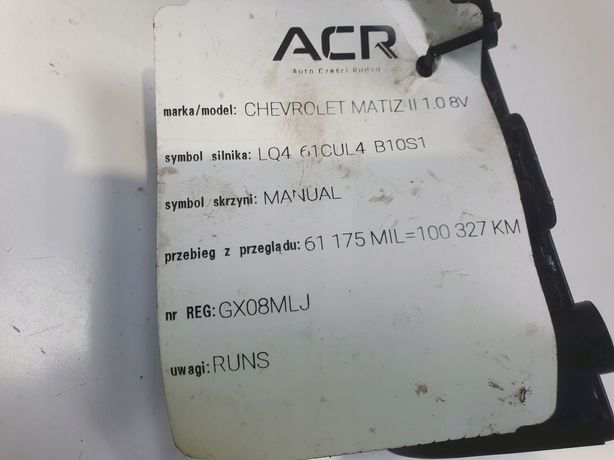 ACR
Auto Części
marka/model: CHEVROLET MATIZ II 1.0 8V
symbol silnika: LQ4 61CUL4 B10S1
symbol skrzyni: MANUAL
przebieg z przeglądu: 61 175 MIL=100 327 KM
nr REG: GX08MLJ
uwagi: RUNS